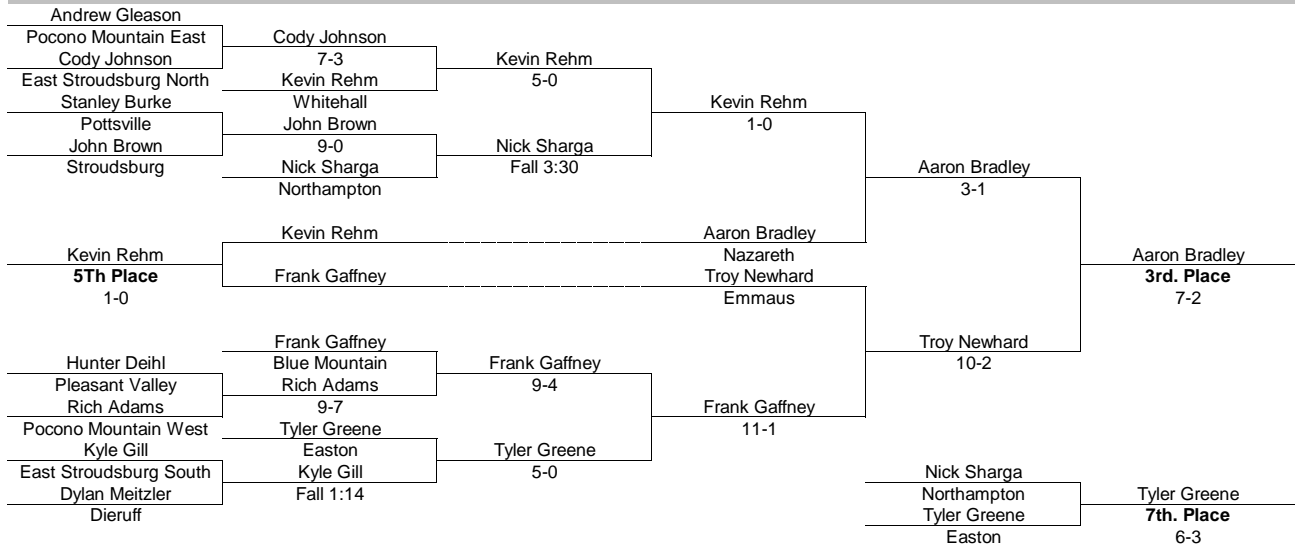 Andrew Gleason
Pocono Mountain East
Cody Johnson
Cody Johnson
7-3
Kevin Rehm
East Stroudsburg North
Kevin Rehm
5-0
Stanley Burke
Whitehall
Kevin Rehm
Pottsville
John Brown
1-0
John Brown
9-0
Nick Sharga
Stroudsburg
Nick Sharga
Fall 3:30
Aaron Bradley
Northampton
3-1
Kevin Rehm
Aaron Bradley
Kevin Rehm
Nazareth
Aaron Bradley
5Th Place
Frank Gaffney
Troy Newhard
3rd. Place
1-0
Emmaus
7-2
Frank Gaffney
Troy Newhard
Hunter Deihl
Blue Mountain
Frank Gaffney
10-2
Pleasant Valley
Rich Adams
9-4
Rich Adams
9-7
Frank Gaffney
Pocono Mountain West
Tyler Greene
11-1
Kyle Gill
Easton
Tyler Greene
East Stroudsburg South
Kyle Gill
5-0
Nick Sharga
Dylan Meitzler
Fall 1:14
Northampton
Tyler Greene
Dieruff
Tyler Greene
7th. Place
Easton
6-3